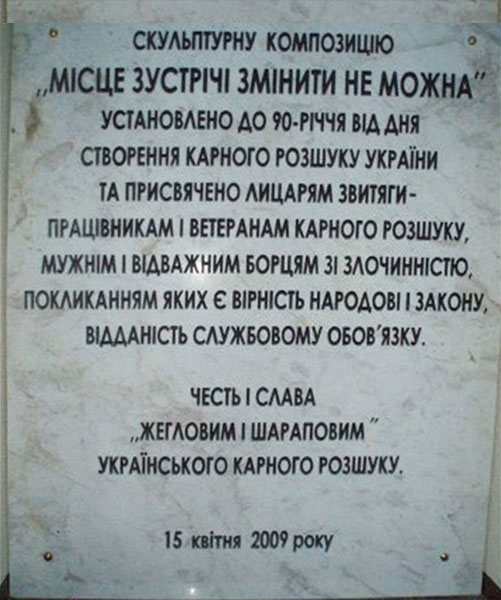 СКУЛЬПТУРНУ КОМПОЗИЦІЮ
„МІСЦЕ ЗУСТРІЧІ ЗМІНИТИ НЕ МОЖНА"
УСТАНОВЛЕНО ДО 90-РІЧЧЯ ВІД ДНЯ
СТВОРЕННЯ КАРНОГО РОЗШУКУ УКРАЇНИ
ТА ПРИСВЯЧЕНО ЛИЦАРЯМ ЗВИТЯГИ-
ПРАЦІВНИКАМ І ВЕТЕРАНАМ КАРНОГО РОЗШУКУ,
МУЖНІМ І ВІДВАЖНИМ БОРЦЯМ ЗІ ЗЛОЧИННІСТЮ,
ПОКЛИКАННЯМ ЯКИХ Є ВІРНІСТЬ НАРОДОВІ І ЗАКОНУ,
ВІДДАНІСТЬ СЛУЖБОВОМУ ОБОВ'ЯЗКУ.
ЧЕСТЬ І СЛАВА
„ЖЕГЛОВИМ І ШАРАПОВИМ"
УКРАЇНСЬКОГО КАРНОГО РОЗШУКУ.
15 квітня 2009 року